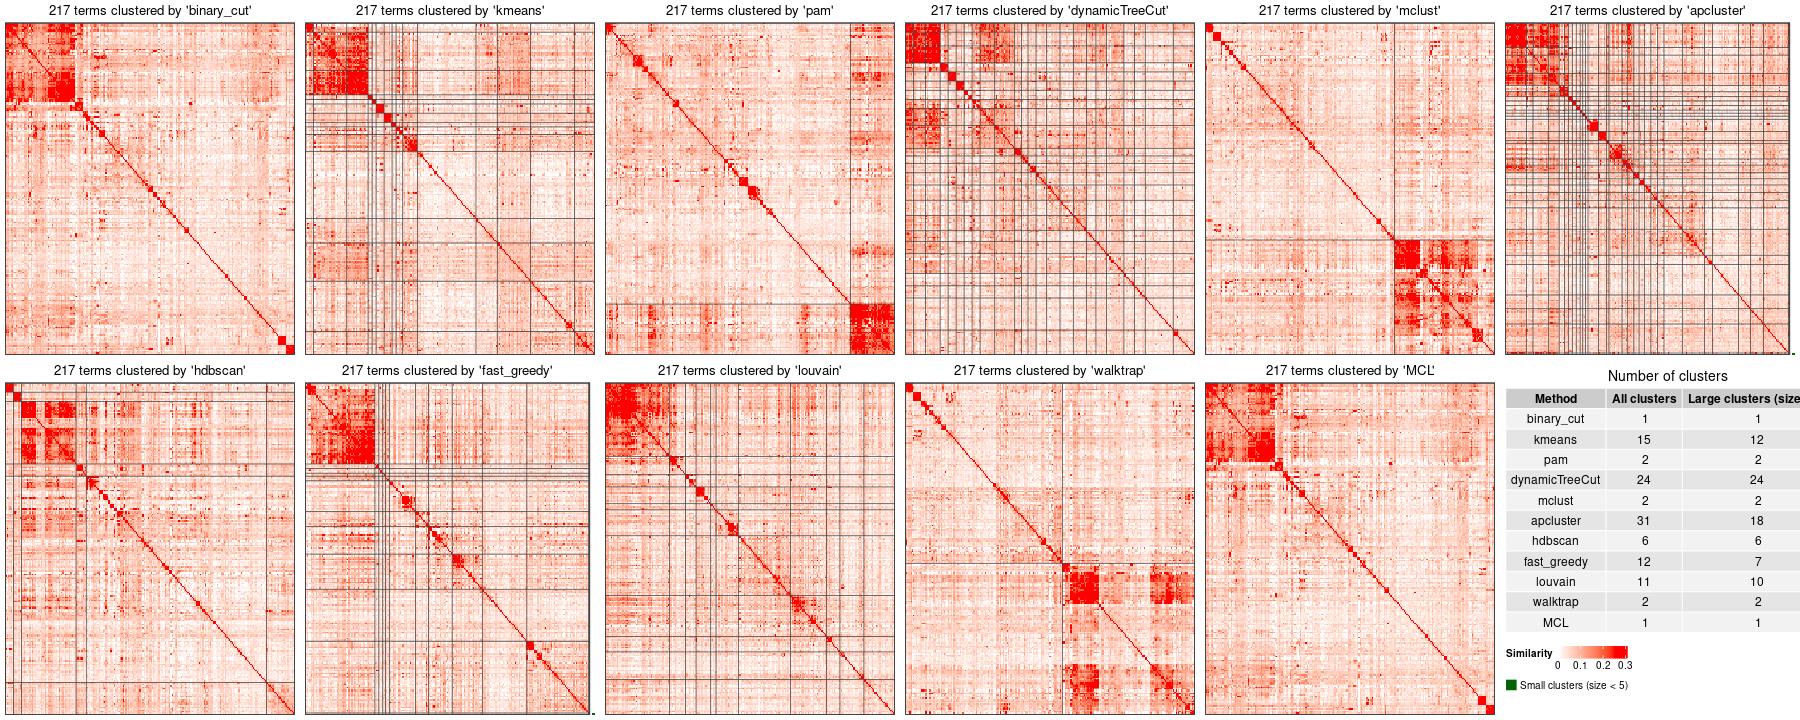 217 terms clustered by 'binary_cut'
217 terms clustered by 'kmeans'
217 terms clustered by 'pam'
217 terms clustered by 'dynamicTreeCut'
217 terms clustered by 'mclust'
217 terms clustered by 'apcluster'
217 terms clustered by 'hdbscan'
217 terms clustered by 'fast_greedy'
217 terms clustered by 'louvain'
217 terms clustered by 'walktrap'
217 terms clustered by 'MCL'
Number of clusters
Method All clusters Large clusters (size
binary_cut 1 1
kmeans 15 12
pam 2 2
dynamicTreeCut 24 24
mclust 2 2
apcluster 31 18
hdbscan 6 6
fast_greedy 12 7
louvain 11 10
walktrap 2 2
MCL 1 1
Similarity
0 0.1 0.2 0.3
Small clusters (size < 5)